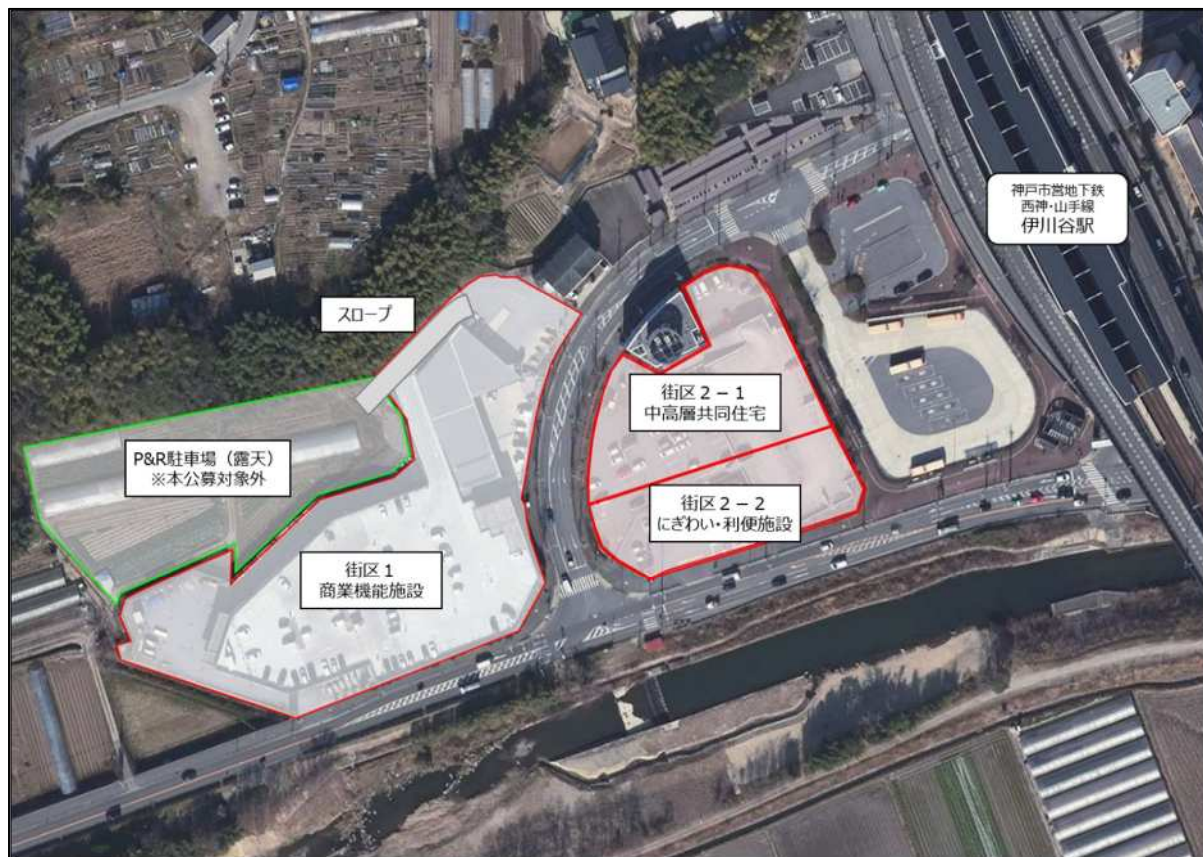 神戸市営地下鉄
西神・山手線
伊川谷駅
スロープ
街区２－１
中高層共同住宅
P&R駐車場（露天）
※本公募対象外
街区２－２
にぎわい・利便施設
街区１
商業機能施設